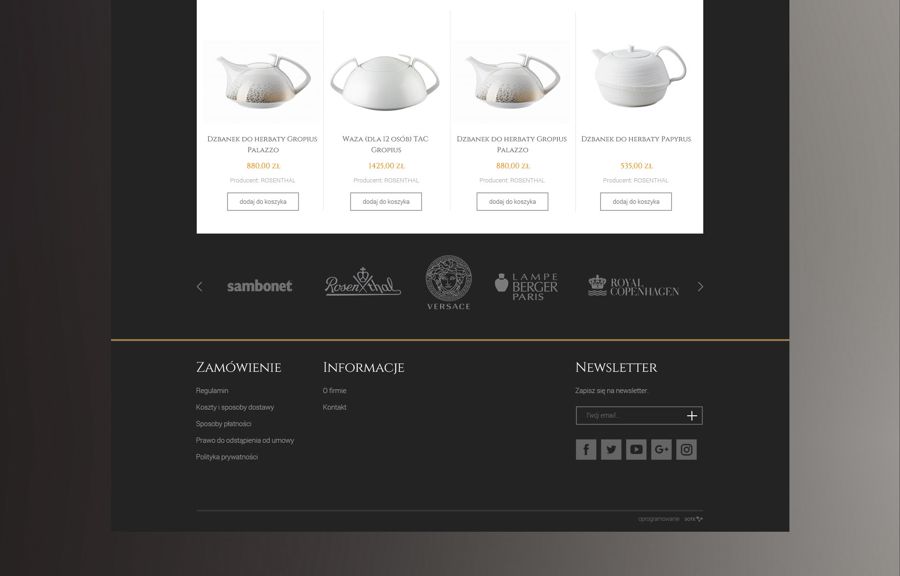 Dzbanek do herbaty Gropius
Palazzo
880,00 zł
Producent: ROSENTHAL
dodaj do koszyka
Waza (dla 12 osób) TAC
Gropius
1425,00 zł
Producent: ROSENTHAL
dodaj do koszyka
Dzbanek do herbaty Gropius
Palazzo
880,00 zł
Producent: ROSENTHAL
dodaj do koszyka
Dzbanek do herbaty Papyrus
535,00 zł
Producent: ROSENTHAL
dodaj do koszyka
sambonet
Rosenthal
VERSACE
LAMPE
BERGER
PARIS
ROYAL
COPENHAGEN
Zamówienie
Regulamin
Koszty i sposoby dostawy
Sposoby płatności
Prawo do odstąpienia od umowy
Polityka prywatności
Informacje
O firmie
Kontakt
Newsletter
Zapisz się na newsletter.
Twój email...
f
G+
oprogramowanie